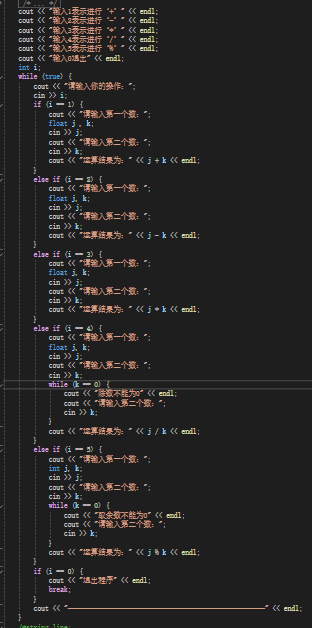 /* ... */
cout << "输入1表示进行 '+'" << endl;
cout << "输入2表示进行 '-'" << endl;
cout << "输入3表示进行 '*'" << endl;
cout << "输入4表示进行 '/'" << endl;
cout << "输入5表示进行 '%'" << endl;
cout << "输入0退出" << endl;
int i;
while (true) {
cout << "请输入你的操作：";
cin >> i;
if (i == 1) {
cout << "请输入第一个数：";
float j , k;
cin >> j;
cout << "请输入第二个数：";
cin >> k;
cout << "运算结果为：" << j + k << endl;
}
else if (i == 2) {
cout << "请输入第一个数：";
float j, k;
cin >> j;
cout << "请输入第二个数：";
cin >> k;
cout << "运算结果为：" << j - k << endl;
}
else if (i == 3) {
cout << "请输入第一个数：";
float j, k;
cin >> j;
cout << "请输入第二个数：";
cin >> k;
cout << "运算结果为：" << j * k << endl;
}
else if (i == 4) {
cout << "请输入第一个数：";
float j, k;
cin >> j;
cout << "请输入第二个数：";
cin >> k;
while (k == 0) {
cout << "除数不能为0" << endl;
cout << "请输入第二个数：";
cin >> k;
}
cout << "运算结果为：" << j / k << endl;
}
else if (i == 5) {
cout << "请输入第一个数：";
int j, k;
cin >> j;
cout << "请输入第二个数：";
cin >> k;
while (k == 0) {
cout << "取余数不能为0" << endl;
cout << "请输入第二个数：";
cin >> k;
}
cout << "运算结果为：" << j % k << endl;
}
if (i == 0) {
cout << "退出程序" << endl;
break;
}
cout << "————————————————————" << endl;
}
/*string line;